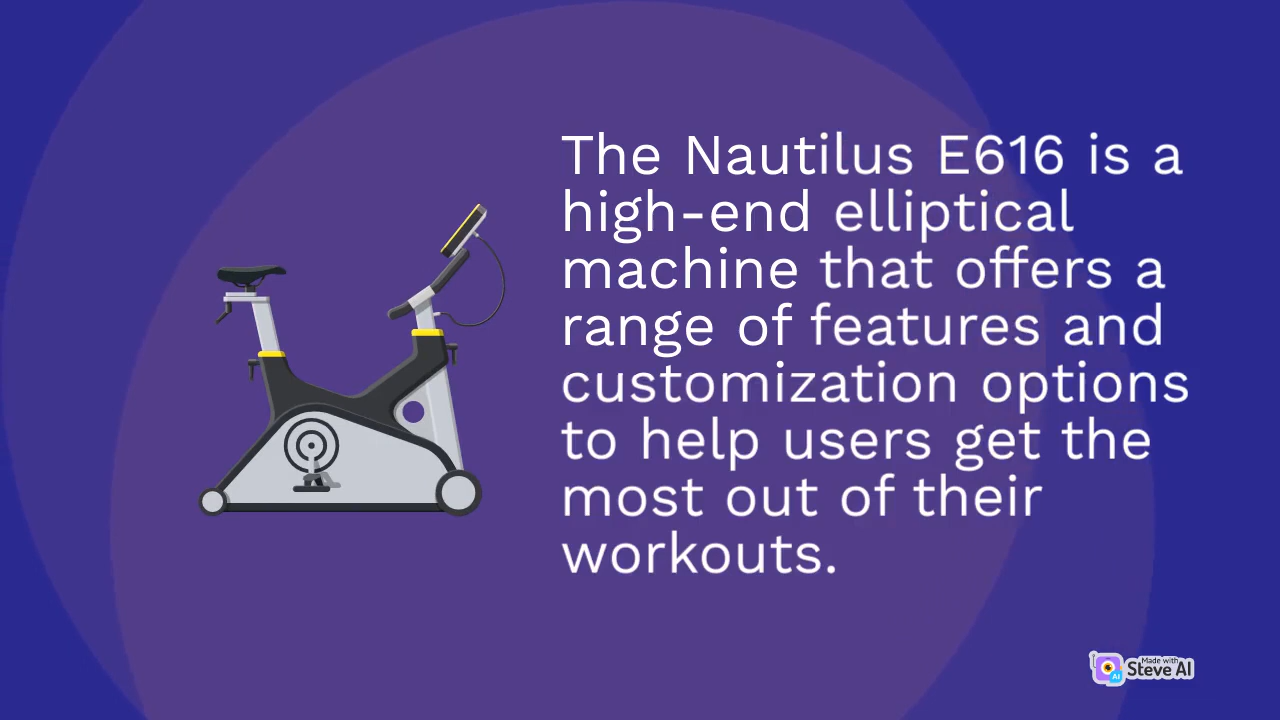 The Nautilus E616 is a
high-end elliptical
machine that offers a
range of features and
customization options
to help users get the
most out of their
workouts.
Made with
Steve AI
AI